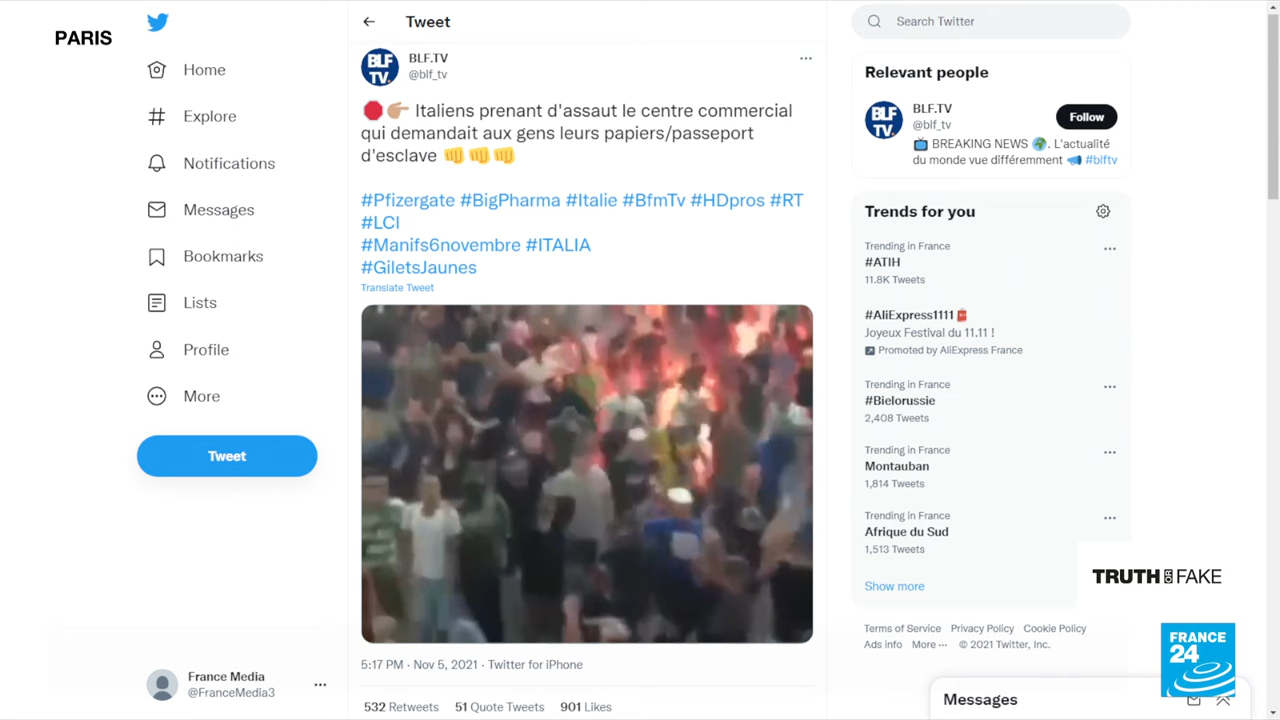 PARIS
Home
Explore
Notifications
Messages
Bookmarks
Lists
Profile
More
Tweet
France Media
@FranceMedia3
Tweet
BLF TV.
BLF.TV
@blf_tv
Italiens prenant d'assaut le centre commercial
qui demandait aux gens leurs papiers/passeport
d'esclave
#Pfizergate #BigPharma #Italie #BfmTv #HDpros #RT
#LCI
#Manifs6novembre #ITALIA
#GiletsJaunes
Translate Tweet
5:17 PM · Nov 5, 2021 · Twitter for iPhone
532 Retweets 51 Quote Tweets 901 Likes
Search Twitter
Relevant people
BLF TV.
BLF.TV
@blf_tv
Follow
BREAKING NEWS . L'actualité
du monde vue différemment #blftv
Trends for you
Trending in France
#ATIH
11.8K Tweets
#AliExpress1111
Joyeux Festival du 11.11 !
Promoted by AliExpress France
Trending in France
#Bielorussie
2,408 Tweets
Trending in France
Montauban
1,814 Tweets
Trending in France
Afrique du Sud
1,513 Tweets
Show more
TRUTH OR FAKE
Terms of Service Privacy Policy Cookie Policy
Ads info More ··· © 2021 Twitter, Inc.
FRANCE
24
Messages